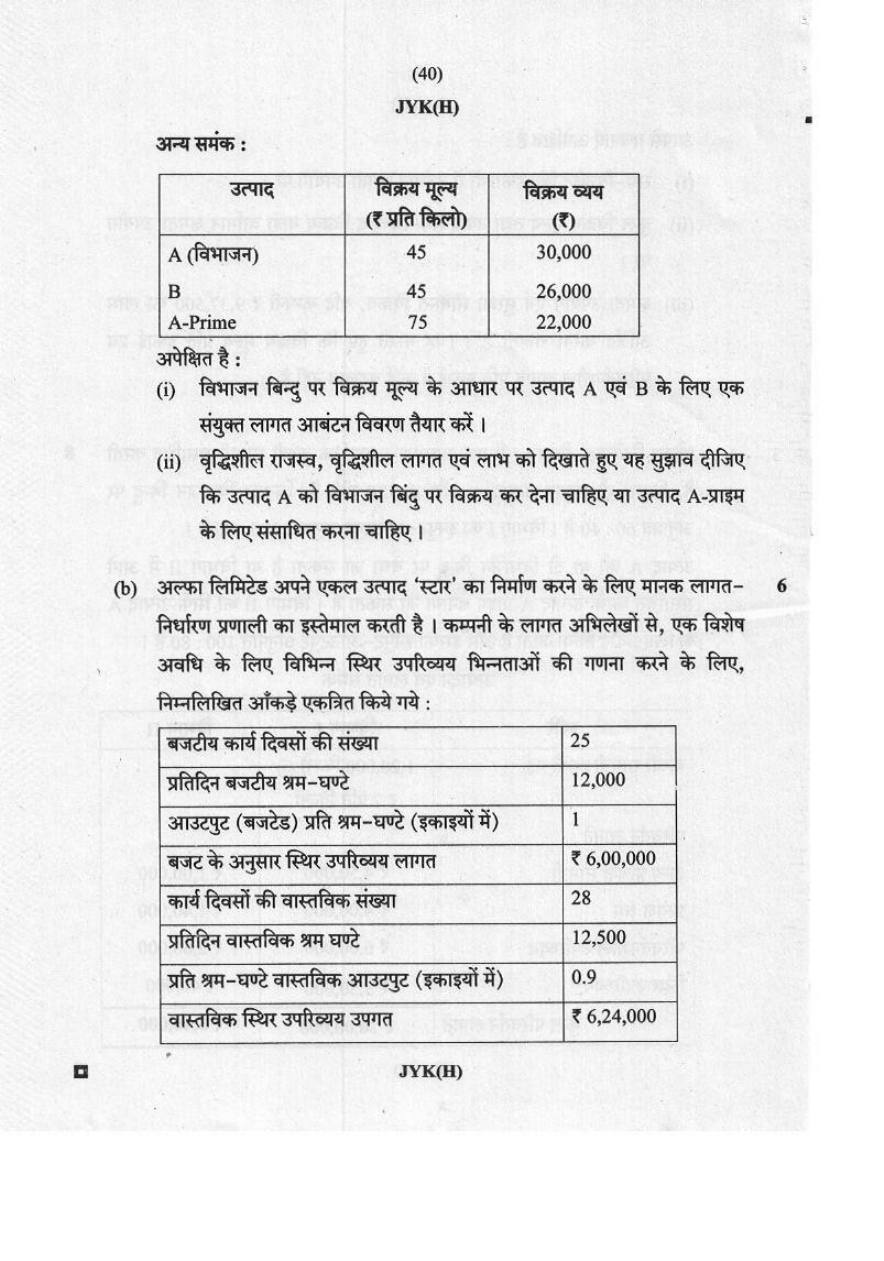 (40)
JYK(H)
अन्य समंक :
उत्पाद विक्रय मूल्य (₹ प्रति किलो) विक्रय व्यय (₹)
A (विभाजन) 45 30,000
B 45 26,000
A-Prime 75 22,000
अपेक्षित है :
(i) विभाजन बिन्दु पर विक्रय मूल्य के आधार पर उत्पाद A एवं B के लिए एक
संयुक्त लागत आबंटन विवरण तैयार करें ।
(ii) वृद्धिशील राजस्व, वृद्धिशील लागत एवं लाभ को दिखाते हुए यह सुझाव दीजिए
कि उत्पाद A को विभाजन बिंदु पर विक्रय कर देना चाहिए या उत्पाद A-प्राइम
के लिए संसाधित करना चाहिए ।
(b) अल्फा लिमिटेड अपने एकल उत्पाद 'स्टार' का निर्माण करने के लिए मानक लागत- 6
निर्धारण प्रणाली का इस्तेमाल करती है । कम्पनी के लागत अभिलेखों से, एक विशेष
अवधि के लिए विभिन्न स्थिर उपरिव्यय भिन्नताओं की गणना करने के लिए,
निम्नलिखित आँकड़े एकत्रित किये गये :
बजटीय कार्य दिवसों की संख्या 25
प्रतिदिन बजटीय श्रम-घण्टे 12,000
आउटपुट (बजटेड) प्रति श्रम-घण्टे (इकाइयों में) 1
बजट के अनुसार स्थिर उपरिव्यय लागत ₹ 6,00,000
कार्य दिवसों की वास्तविक संख्या 28
प्रतिदिन वास्तविक श्रम घण्टे 12,500
प्रति श्रम-घण्टे वास्तविक आउटपुट (इकाइयों में) 0.9
वास्तविक स्थिर उपरिव्यय उपगत ₹ 6,24,000
JYK(H)